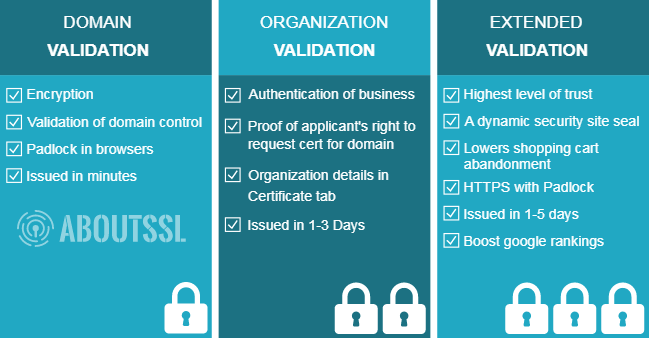 DOMAIN
VALIDATION
Encryption
Validation of domain control
Padlock in browsers
Issued in minutes
ABOUTSSL
ORGANIZATION
VALIDATION
Authentication of business
Proof of applicant's right to
request cert for domain
Organization details in
Certificate tab
Issued in 1-3 Days
EXTENDED
VALIDATION
Highest level of trust
A dynamic security site seal
Lowers shopping cart
abandonment
HTTPS with Padlock
Issued in 1-5 days
Boost google rankings